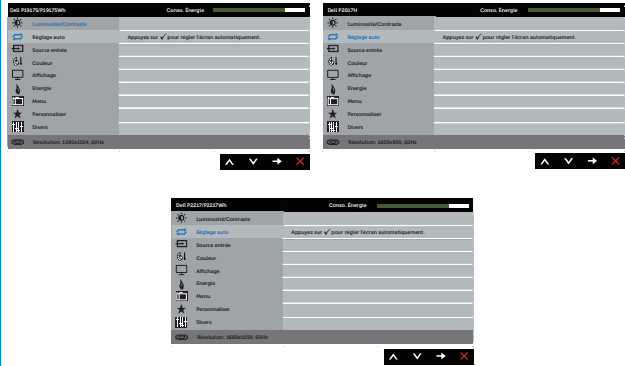 Dell P1917S/P1917SWh Conso. Énergie
Luminosité/Contraste
Réglage auto Appuyez sur ✓ pour régler l'écran automatiquement.
Source entrée
Couleur
Affichage
Energie
Menu
Personnaliser
Divers
Résolution: 1280x1024, 60Hz
Dell P2017H Conso. Énergie
Luminosité/Contraste
Réglage auto Appuyez sur ✓ pour régler l'écran automatiquement.
Source entrée
Couleur
Affichage
Energie
Menu
Personnaliser
Divers
Résolution: 1600x900, 60Hz
Dell P2217/P2217Wh Conso. Énergie
Luminosité/Contraste
Réglage auto Appuyez sur ✓ pour régler l'écran automatiquement.
Source entrée
Couleur
Affichage
Energie
Menu
Personnaliser
Divers
Résolution: 1680x1050, 60Hz